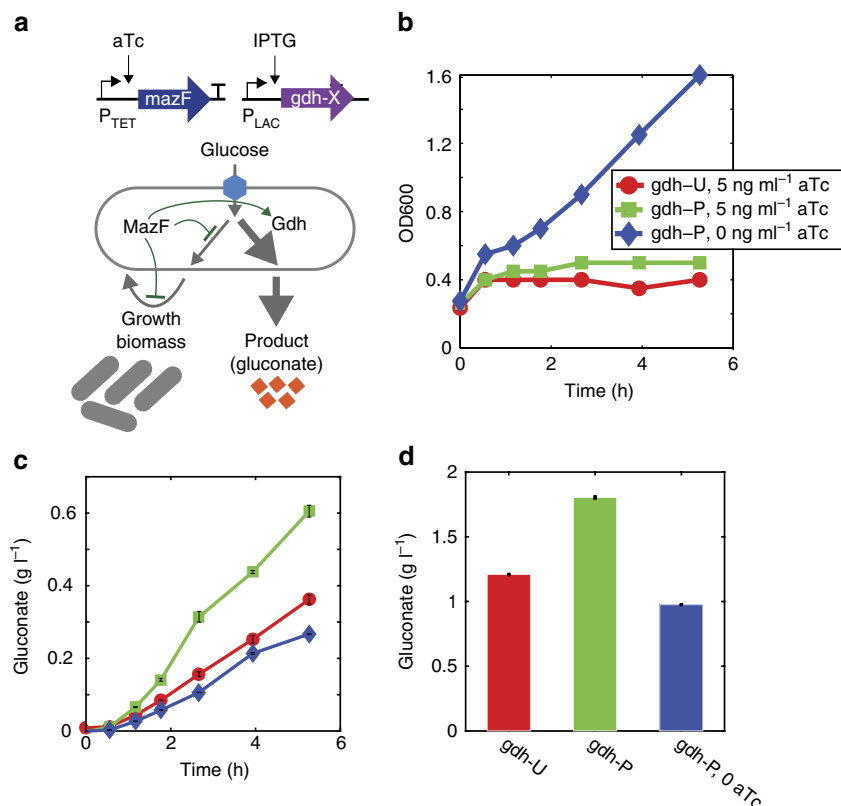 a
aTc
IPTG
mazF
gdh-X
P_TET
P_LAC
Glucose
MazF
Gdh
Growth
biomass
Product
(gluconate)
b
1.6
1.2
0.8
0.4
0
0
2
4
6
OD600
Time (h)
gdh–U, 5 ng ml⁻¹ aTc
gdh–P, 5 ng ml⁻¹ aTc
gdh–P, 0 ng ml⁻¹ aTc
c
0.6
0.4
0.2
0
0
2
4
6
Gluconate (g l⁻¹)
Time (h)
d
2
1.5
1
0.5
0
Gluconate (g l⁻¹)
gdh-U
gdh-P
gdh-P, 0 aTc